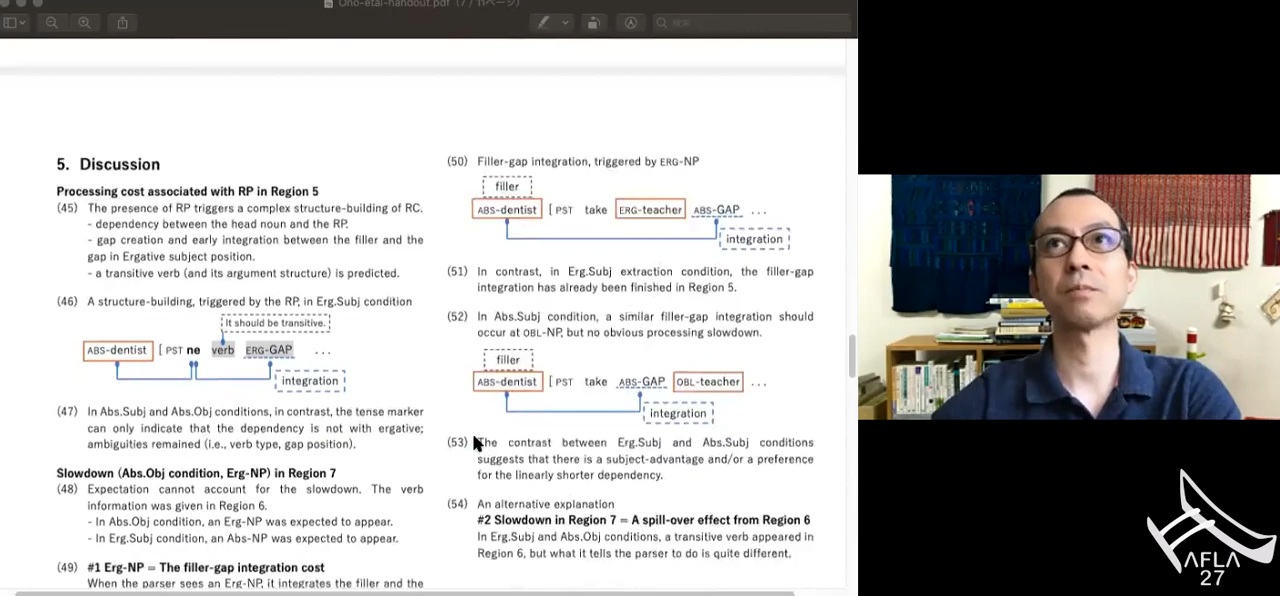 Ono-etal-handout.pdf (7 / 11ページ)
検索
5. Discussion
Processing cost associated with RP in Region 5
(45) The presence of RP triggers a complex structure-building of RC.
- dependency between the head noun and the RP.
- gap creation and early integration between the filler and the
gap in Ergative subject position.
- a transitive verb (and its argument structure) is predicted.
(46) A structure-building, triggered by the RP, in Erg.Subj condition
It should be transitive.
ABS-dentist [ PST ne verb ERG-GAP ...
integration
(47) In Abs.Subj and Abs.Obj conditions, in contrast, the tense marker
can only indicate that the dependency is not with ergative;
ambiguities remained (i.e., verb type, gap position).
Slowdown (Abs.Obj condition, Erg-NP) in Region 7
(48) Expectation cannot account for the slowdown. The verb
information was given in Region 6.
- In Abs.Obj condition, an Erg-NP was expected to appear.
- In Erg.Subj condition, an Abs-NP was expected to appear.
(49) #1 Erg-NP = The filler-gap integration cost
When the parser sees an Erg-NP, it integrates the filler and the
(50) Filler-gap integration, triggered by ERG-NP
filler
ABS-dentist [ PST take ERG-teacher ABS-GAP ...
integration
(51) In contrast, in Erg.Subj extraction condition, the filler-gap
integration has already been finished in Region 5.
(52) In Abs.Subj condition, a similar filler-gap integration should
occur at OBL-NP, but no obvious processing slowdown.
filler
ABS-dentist [ PST take ABS-GAP OBL-teacher ...
integration
(53) The contrast between Erg.Subj and Abs.Subj conditions
suggests that there is a subject-advantage and/or a preference
for the linearly shorter dependency.
(54) An alternative explanation
#2 Slowdown in Region 7 = A spill-over effect from Region 6
In Erg.Subj and Abs.Obj conditions, a transitive verb appeared in
Region 6, but what it tells the parser to do is quite different.
AFLA
27